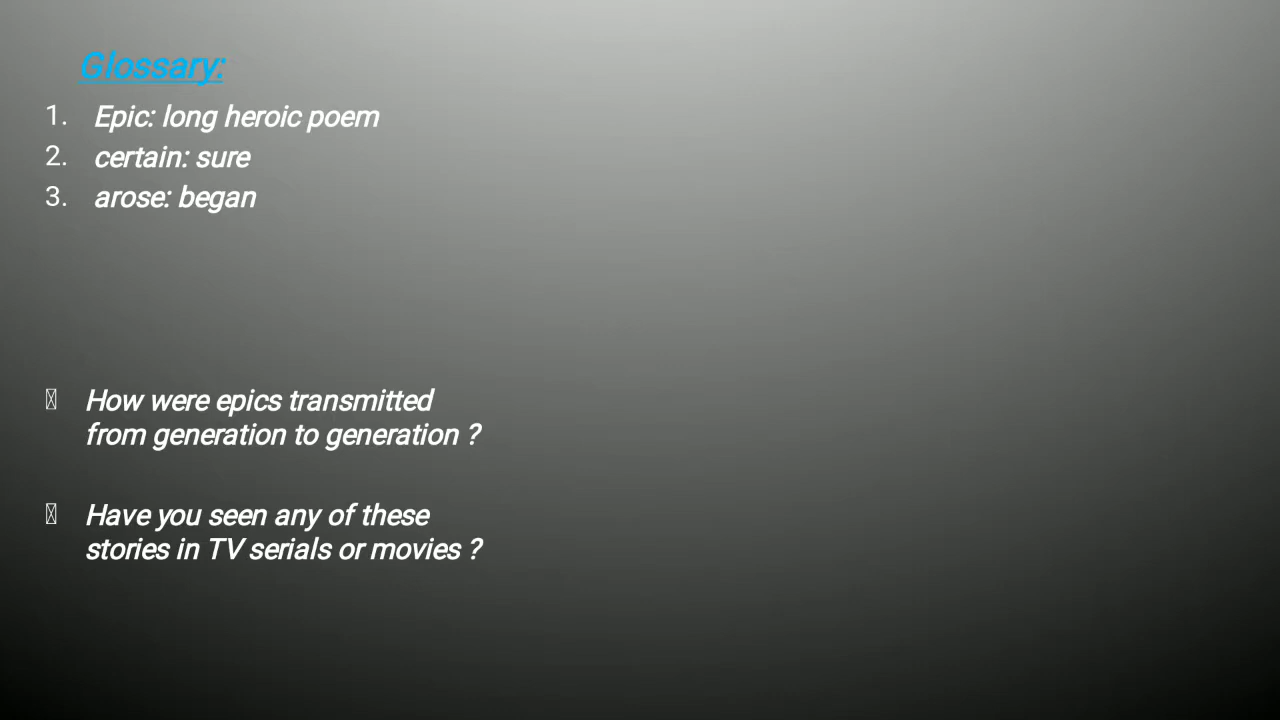 Glossary:
1. Epic: long heroic poem
2. certain: sure
3. arose: began
How were epics transmitted
from generation to generation ?
Have you seen any of these
stories in TV serials or movies ?